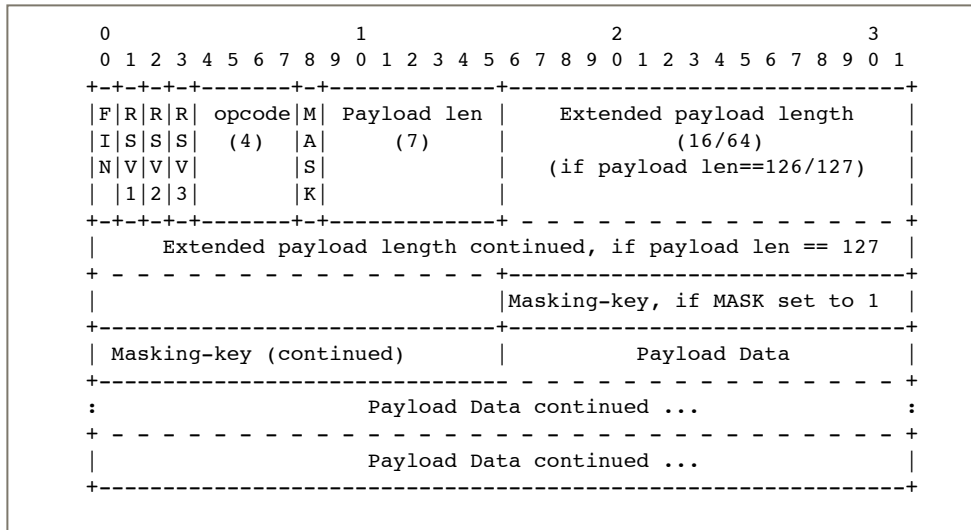 0                   1                   2                   3
 0 1 2 3 4 5 6 7 8 9 0 1 2 3 4 5 6 7 8 9 0 1 2 3 4 5 6 7 8 9 0 1
+-+-+-+-+-------+-+-------------+-------------------------------+
|F|R|R|R| opcode|M| Payload len |    Extended payload length    |
|I|S|S|S|  (4)  |A|     (7)     |             (16/64)           |
|N|V|V|V|       |S|             |   (if payload len==126/127)   |
| |1|2|3|       |K|             |                               |
+-+-+-+-+-------+-+-------------+ - - - - - - - - - - - - - - - +
|     Extended payload length continued, if payload len == 127  |
+ - - - - - - - - - - - - - - - +-------------------------------+
|                               |Masking-key, if MASK set to 1  |
+-------------------------------+-------------------------------+
| Masking-key (continued)       |          Payload Data         |
+-------------------------------- - - - - - - - - - - - - - - - +
:                     Payload Data continued ...                :
+ - - - - - - - - - - - - - - - - - - - - - - - - - - - - - - - +
|                     Payload Data continued ...                |
+---------------------------------------------------------------+